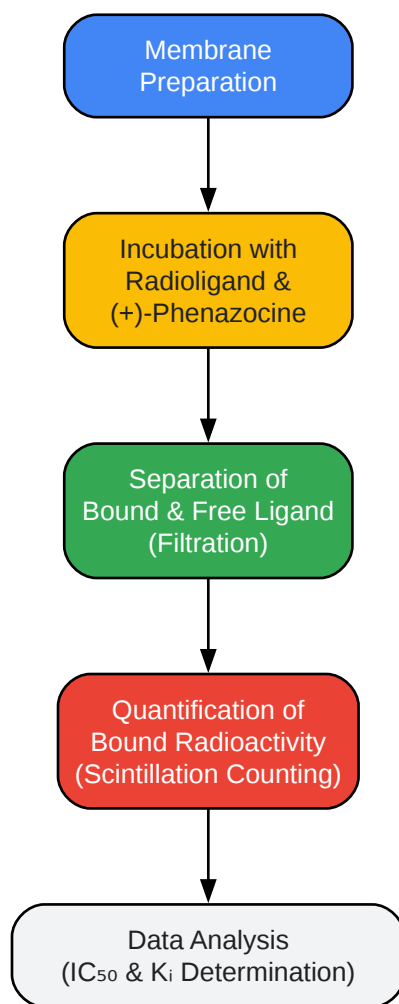 Membrane
Preparation
Incubation with
Radioligand &
(+)-Phenazocine
Separation of
Bound & Free Ligand
(Filtration)
Quantification of
Bound Radioactivity
(Scintillation Counting)
Data Analysis
(IC₅₀ & Kᵢ Determination)